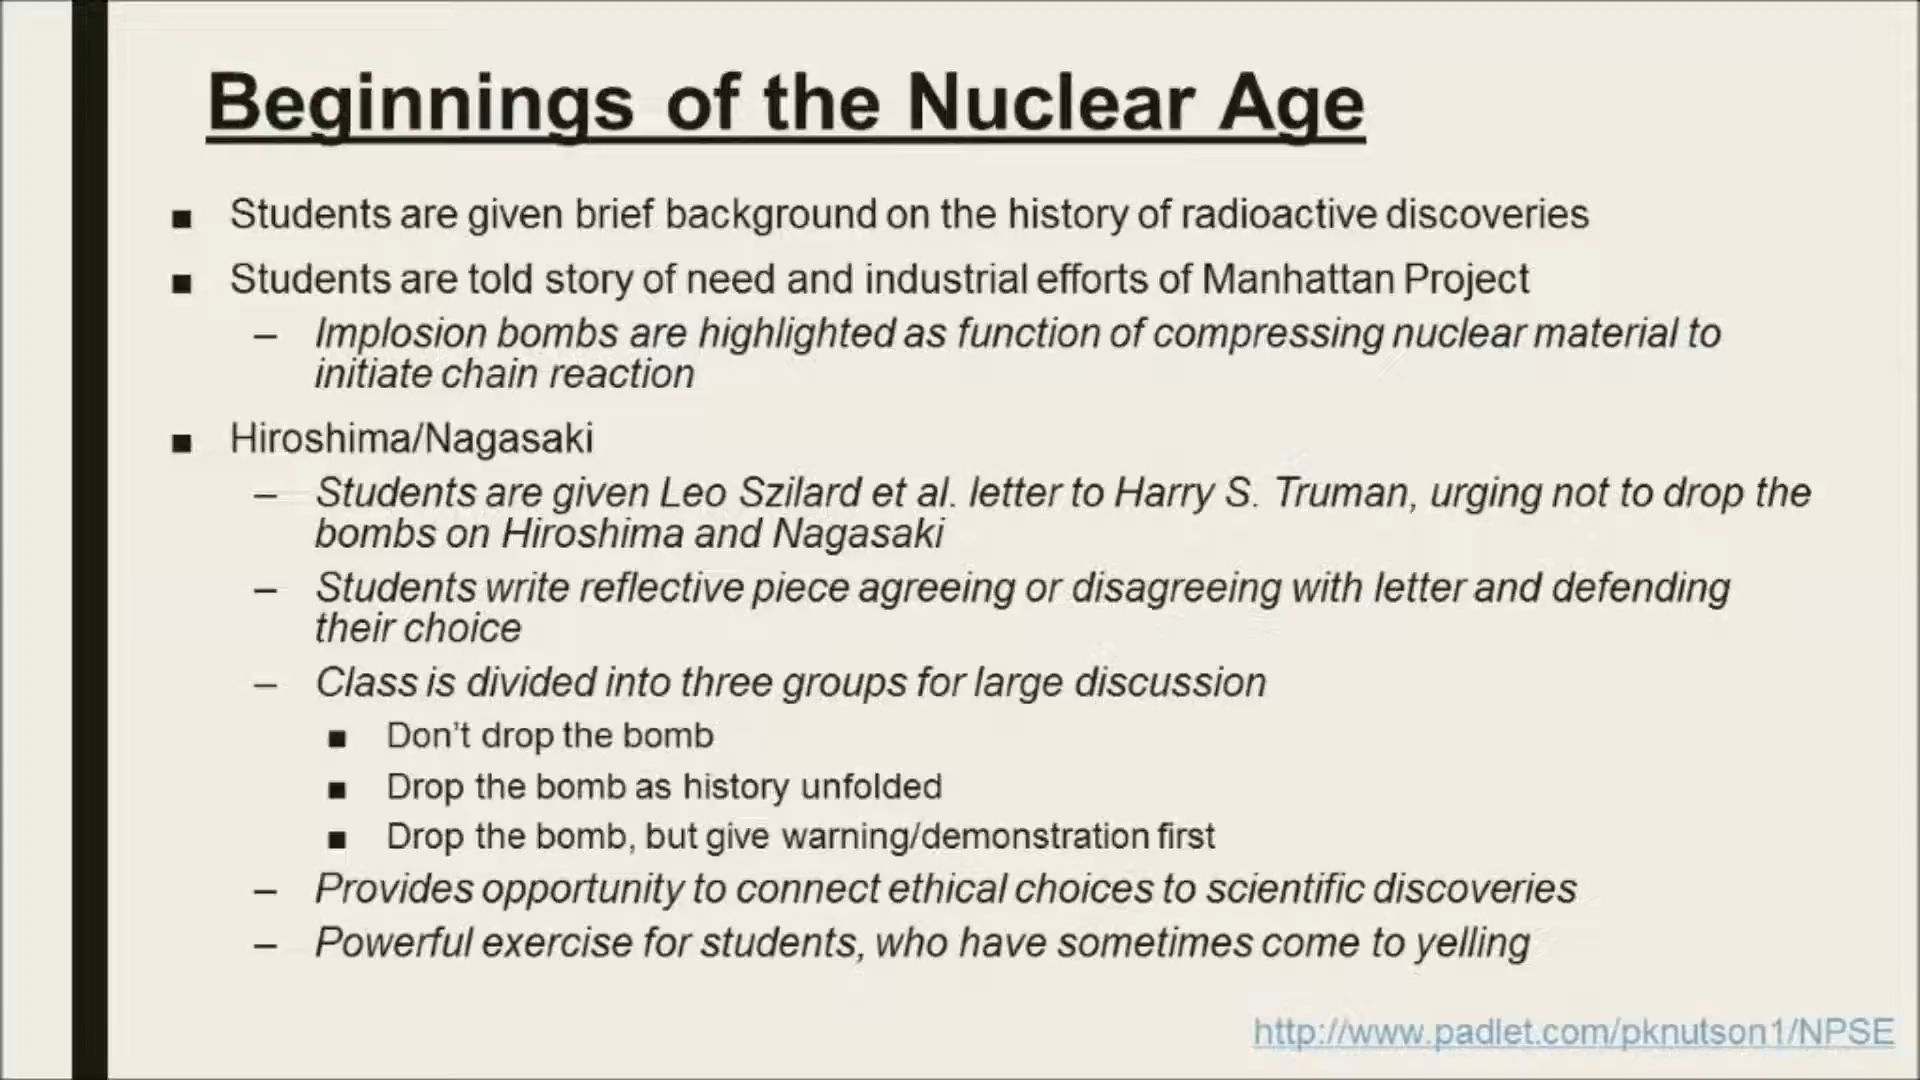 Beginnings of the Nuclear Age
■ Students are given brief background on the history of radioactive discoveries
■ Students are told story of need and industrial efforts of Manhattan Project
– Implosion bombs are highlighted as function of compressing nuclear material to
initiate chain reaction
■ Hiroshima/Nagasaki
– Students are given Leo Szilard et al. letter to Harry S. Truman, urging not to drop the
bombs on Hiroshima and Nagasaki
– Students write reflective piece agreeing or disagreeing with letter and defending
their choice
– Class is divided into three groups for large discussion
■ Don't drop the bomb
■ Drop the bomb as history unfolded
■ Drop the bomb, but give warning/demonstration first
– Provides opportunity to connect ethical choices to scientific discoveries
– Powerful exercise for students, who have sometimes come to yelling
http://www.padlet.com/pknutson1/NPSE